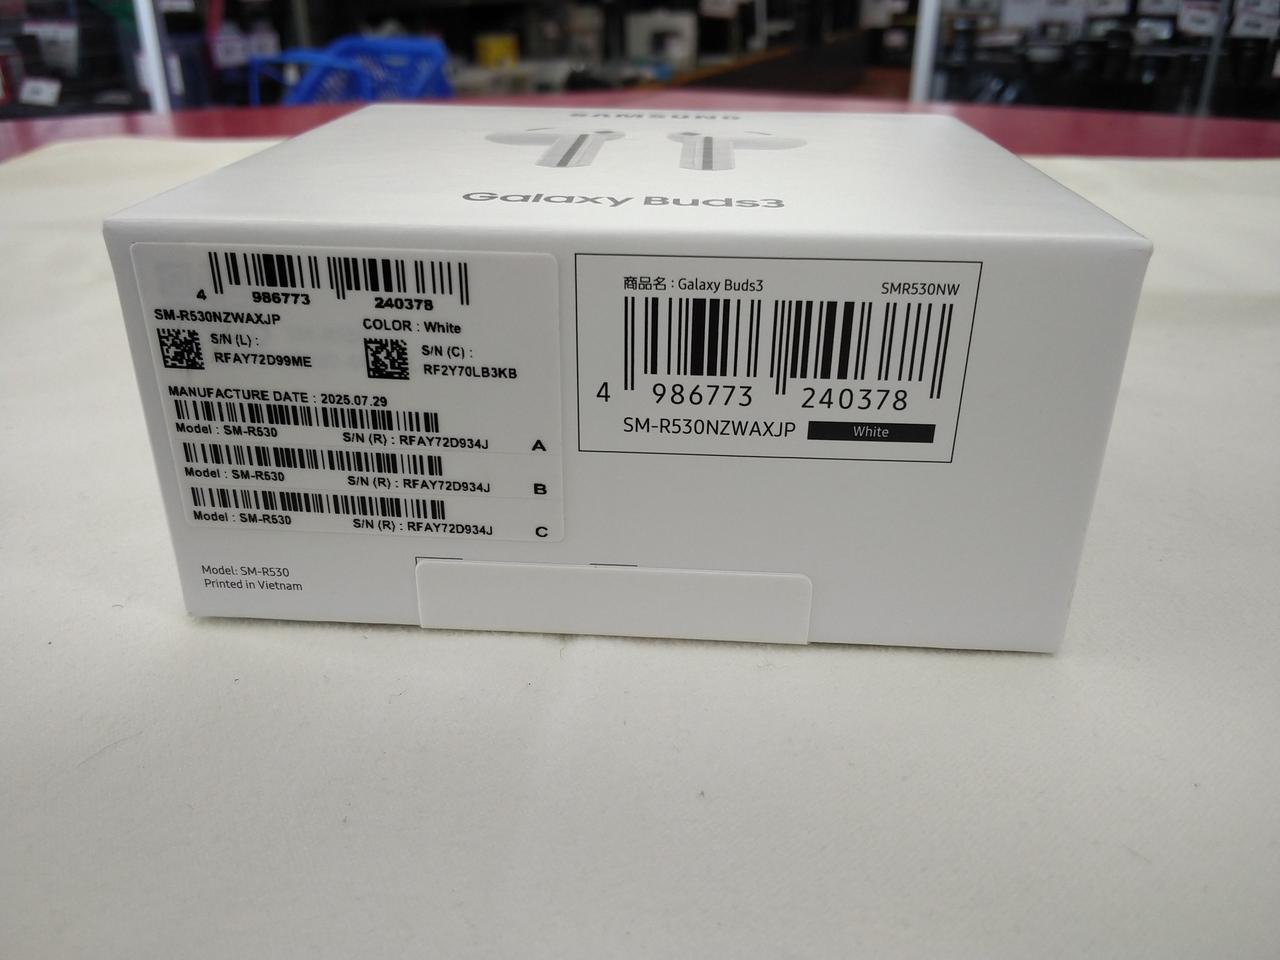 SAMSUNG
Galaxy Buds3
4 986773 240378
SM-R530NZWAXJP
COLOR : White
S/N (L) :
RFAY72D99ME
S/N (C) :
RF2Y70LB3KB
MANUFACTURE DATE : 2025.07.29
Model : SM-R530 S/N (R) : RFAY72D934J A
Model : SM-R530 S/N (R) : RFAY72D934J B
Model : SM-R530 S/N (R) : RFAY72D934J C
Model: SM-R530
Printed in Vietnam
商品名 : Galaxy Buds3 SMR530NW
4 986773 240378
SM-R530NZWAXJP White